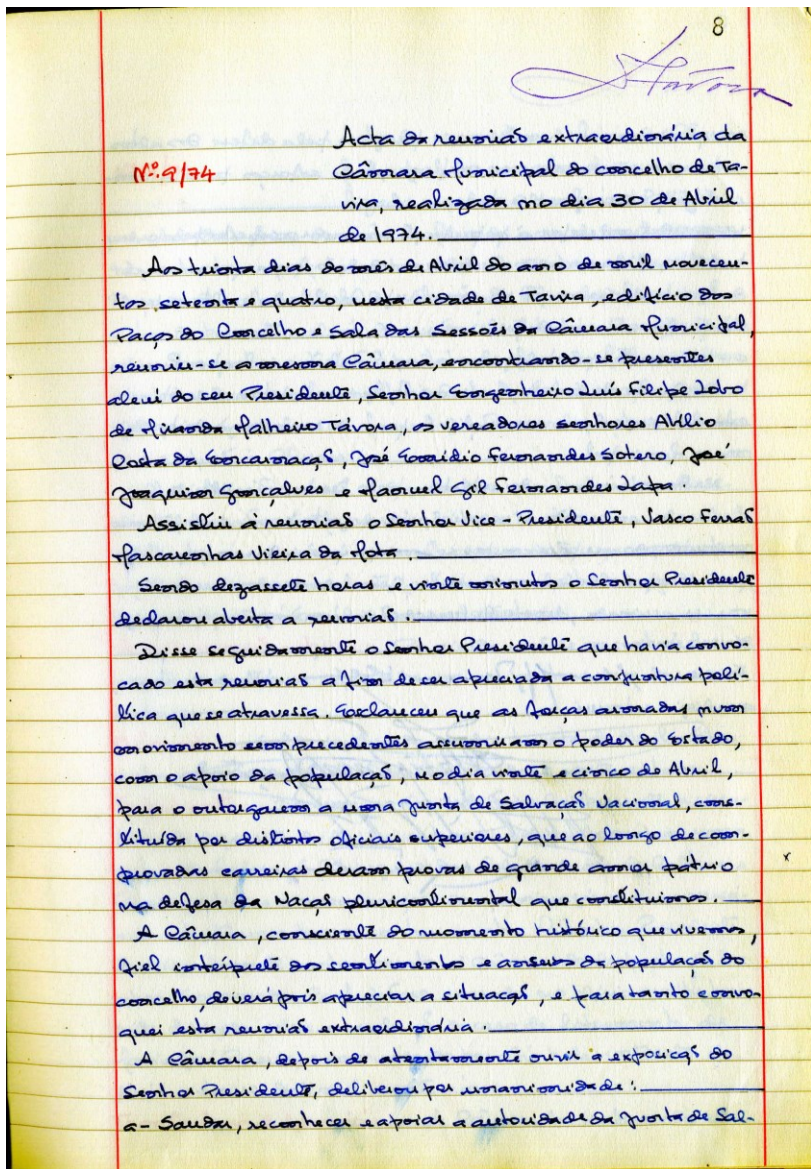 8
Távora
Acta da reunião extraordinária da
Nº. 9/74
Câmara Municipal do concelho de Ta-
vira, realizada no dia 30 de Abril
de 1974.
Aos trinta dias do mês de Abril do ano de mil novecen-
tos setenta e quatro, nesta cidade de Tavira, edifício dos
Paços do Concelho e Sala das Sessões da Câmara Municipal,
reuniu-se a mesma Câmara, encontrando-se presentes
além do seu Presidente, Senhor Engenheiro Luís Filipe Lobo
de Miranda Malheiro Távora, os vereadores senhores Avílio
Costa da Encarnação, José Emídio Fernandes Sotero, José
Joaquim Gonçalves e Manuel Gil Fernandes Lapa.
Assistiu à reunião o Senhor Vice-Presidente, Vasco Ferrão
Mascarenhas Vieira da Mota.
Sendo dezassete horas e vinte minutos o Senhor Presidente
declarou aberta a reunião.
Disse seguidamente o Senhor Presidente que havia convo-
cado esta reunião a fim de ser apreciada a conjuntura polí-
tica que se atravessa. Esclareceu que as forças armadas num
movimento sem precedentes assumiram o poder do Estado,
com o apoio da população, no dia vinte e cinco de Abril,
para o outorgarem a uma Junta de Salvação Nacional, cons-
tituída por distintos oficiais superiores, que ao longo de com-
provadas carreiras deram provas de grande amor pátrio
na defesa da Nação pluricontinental que constituimos.
A Câmara, consciente do momento histórico que vivemos,
fiel intérprete dos sentimentos e anseios da população do
concelho, deverá pois apreciar a situação, e para tanto convo-
quei esta reunião extraordinária.
A Câmara, depois de atentamente ouvir a exposição do
Senhor Presidente, deliberou por unanimidade:
a- Saudar, reconhecer e apoiar a autoridade da Junta de Sal-